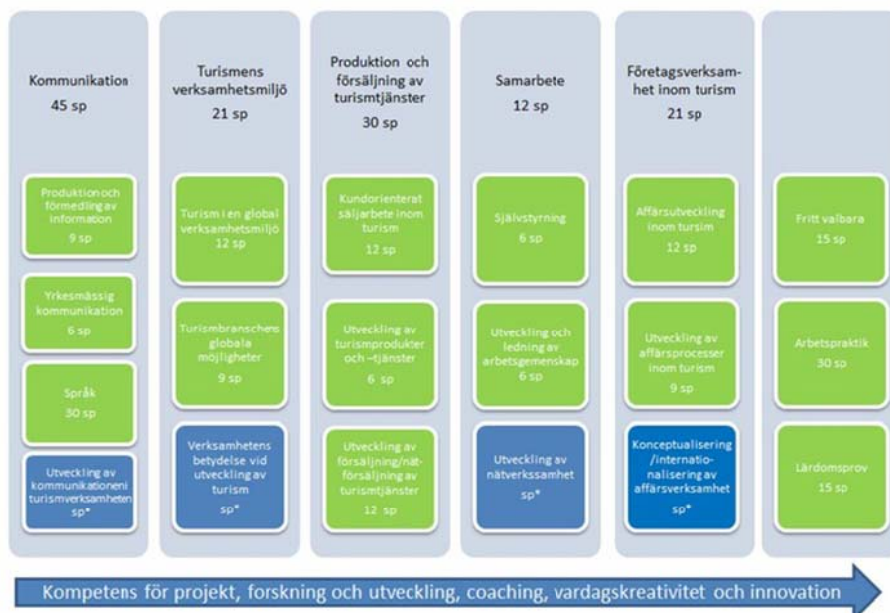 Kommunikation
45 sp
Produktion och
förmedling av
information
9 sp
Yrkesmässig
kommunikation
6 sp
Språk
30 sp
Utveckling av
kommunikationeni
turismverksamheten
sp*
Turismens
verksamhetsmiljö
21 sp
Turism i en global
verksamhetsmiljö
12 sp
Turismbranschens
globala
möjligheter
9 sp
Verksamhetens
betydelse vid
utveckling av
turism
sp*
Produktion och
försäljning av
turismtjänster
30 sp
Kundorienterat
säljarbete inom
turism
12 sp
Utveckling av
turismprodukter
och –tjänster
6 sp
Utveckling av
försäljning/nät-
försäljning av
turismtjänster
12 sp
Samarbete
12 sp
Självstyrning
6 sp
Utveckling och
ledning av
arbetsgemenskap
6 sp
Utveckling av
nätverkssamhet
sp*
Företagsverksam-
het inom turism
21 sp
Affärsutveckling
inom tursim
12 sp
Utveckling av
affärsprocesser
inom turism
9 sp
Konceptualisering
/internatio-
nalisering av
affärsverksamhet
sp*
Fritt valbara
15 sp
Arbetspraktik
30 sp
Lärdomsprov
15 sp
Kompetens för projekt, forskning och utveckling, coaching, vardagskreativitet och innovation